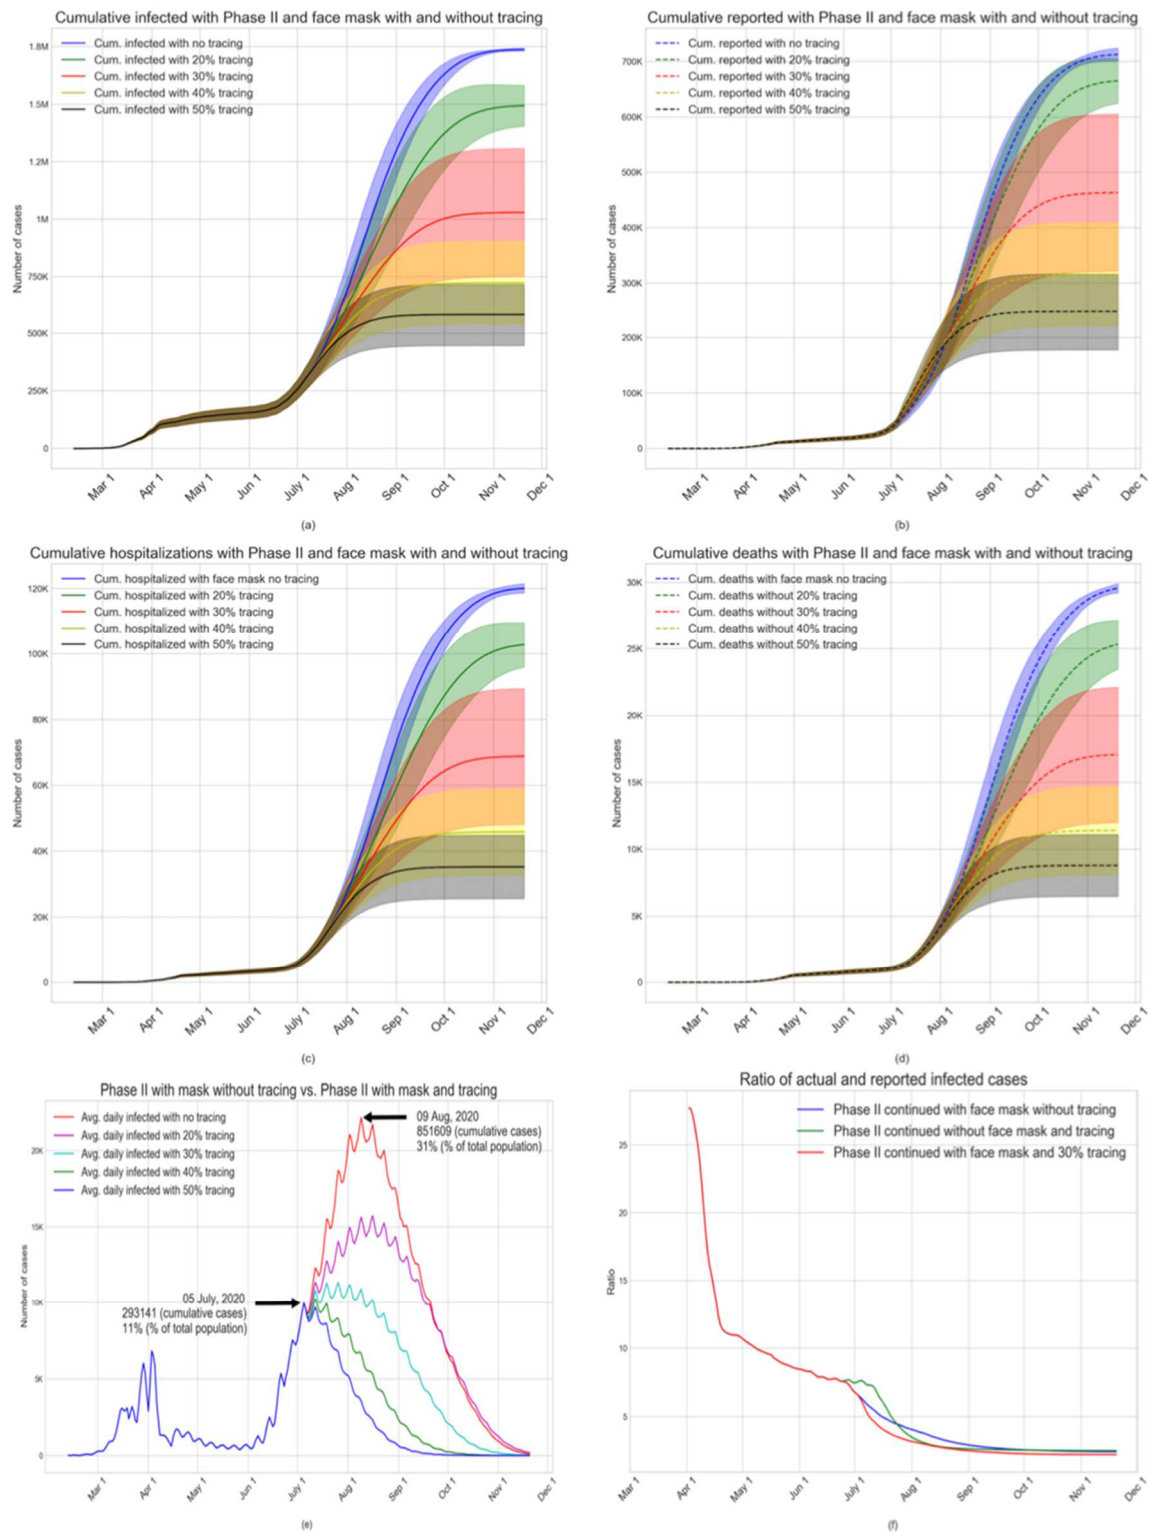 Cumulative infected with Phase II and face mask with and without tracing
Cum. infected with no tracing
Cum. infected with 20% tracing
Cum. infected with 30% tracing
Cum. infected with 40% tracing
Cum. infected with 50% tracing
Number of cases
1.8M
1.5M
1.2M
1M
750K
500K
250K
0
Mar 1
Apr 1
May 1
Jun 1
July 1
Aug 1
Sep 1
Oct 1
Nov 1
Dec 1
(a)
Cumulative reported with Phase II and face mask with and without tracing
Cum. reported with no tracing
Cum. reported with 20% tracing
Cum. reported with 30% tracing
Cum. reported with 40% tracing
Cum. reported with 50% tracing
Number of cases
700K
600K
500K
400K
300K
200K
100K
0
Mar 1
Apr 1
May 1
Jun 1
July 1
Aug 1
Sep 1
Oct 1
Nov 1
Dec 1
(b)
Cumulative hospitalizations with Phase II and face mask with and without tracing
Cum. hospitalized with face mask no tracing
Cum. hospitalized with 20% tracing
Cum. hospitalized with 30% tracing
Cum. hospitalized with 40% tracing
Cum. hospitalized with 50% tracing
Number of cases
120K
100K
80K
60K
40K
20K
0
Mar 1
Apr 1
May 1
Jun 1
July 1
Aug 1
Sep 1
Oct 1
Nov 1
Dec 1
(c)
Cumulative deaths with Phase II and face mask with and without tracing
Cum. deaths with face mask no tracing
Cum. deaths without 20% tracing
Cum. deaths without 30% tracing
Cum. deaths without 40% tracing
Cum. deaths without 50% tracing
Number of cases
30K
25K
20K
15K
10K
5K
0
Mar 1
Apr 1
May 1
Jun 1
July 1
Aug 1
Sep 1
Oct 1
Nov 1
Dec 1
(d)
Phase II with mask without tracing vs. Phase II with mask and tracing
Avg. daily infected with no tracing
Avg. daily infected with 20% tracing
Avg. daily infected with 30% tracing
Avg. daily infected with 40% tracing
Avg. daily infected with 50% tracing
09 Aug, 2020
851609 (cumulative cases)
31% (% of total population)
05 July, 2020
293141 (cumulative cases)
11% (% of total population)
Number of cases
20K
15K
10K
5K
0
Mar 1
Apr 1
May 1
Jun 1
July 1
Aug 1
Sep 1
Oct 1
Nov 1
Dec 1
(e)
Ratio of actual and reported infected cases
Phase II continued with face mask without tracing
Phase II continued without face mask and tracing
Phase II continued with face mask and 30% tracing
Ratio
25
20
15
10
5
Mar 1
Apr 1
May 1
Jun 1
July 1
Aug 1
Sep 1
Oct 1
Nov 1
Dec 1
(f)